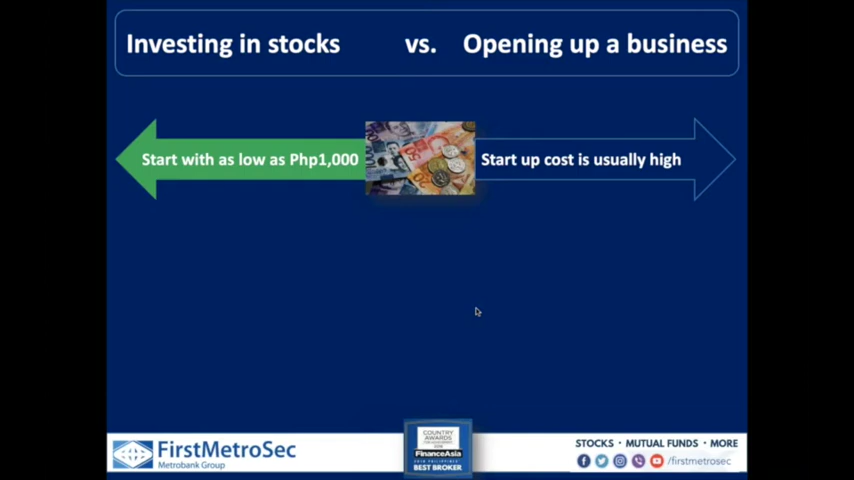 Investing in stocks vs. Opening up a business
Start with as low as Php1,000
Start up cost is usually high
FirstMetroSec
Metrobank Group
COUNTRY
AWARDS
FinanceAsia
BEST BROKER
STOCKS • MUTUAL FUNDS • MORE
/firstmetrosec